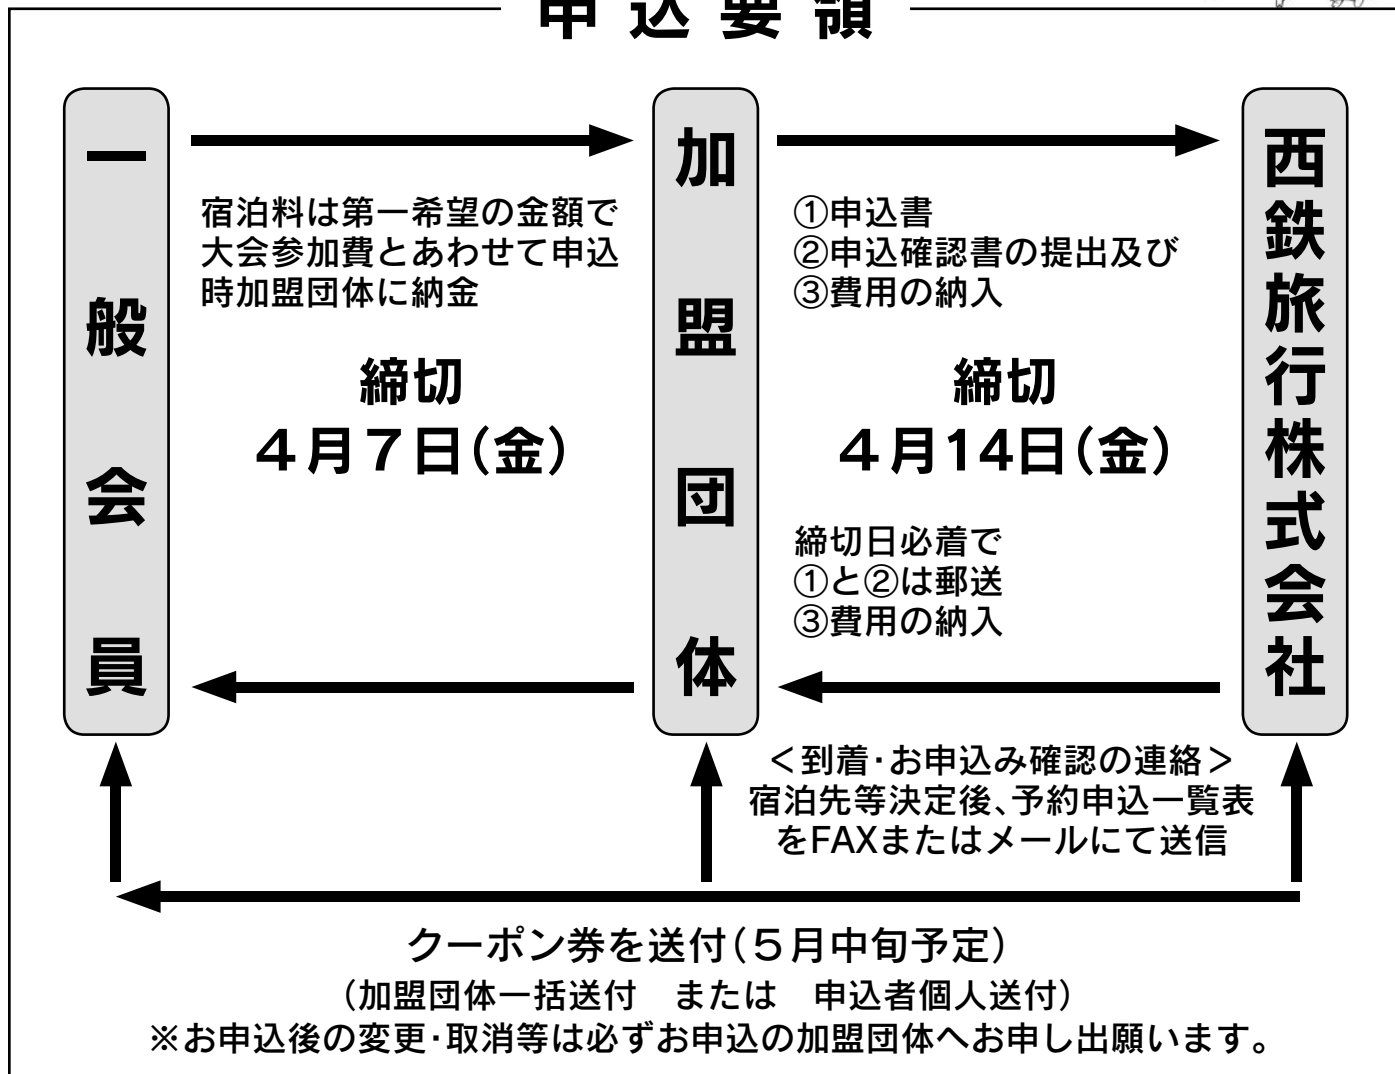 申込要領
一般会員
宿泊料は第一希望の金額で
大会参加費とあわせて申込
時加盟団体に納金
締切
4月7日(金)
加盟団体
①申込書
②申込確認書の提出及び
③費用の納入
締切
4月14日(金)
締切日必着で
①と②は郵送
③費用の納入
西鉄旅行株式会社
＜到着・お申込み確認の連絡＞
宿泊先等決定後、予約申込一覧表
をFAXまたはメールにて送信
クーポン券を送付(5月中旬予定)
(加盟団体一括送付　または　申込者個人送付)
※お申込後の変更・取消等は必ずお申込の加盟団体へお申し出願います。